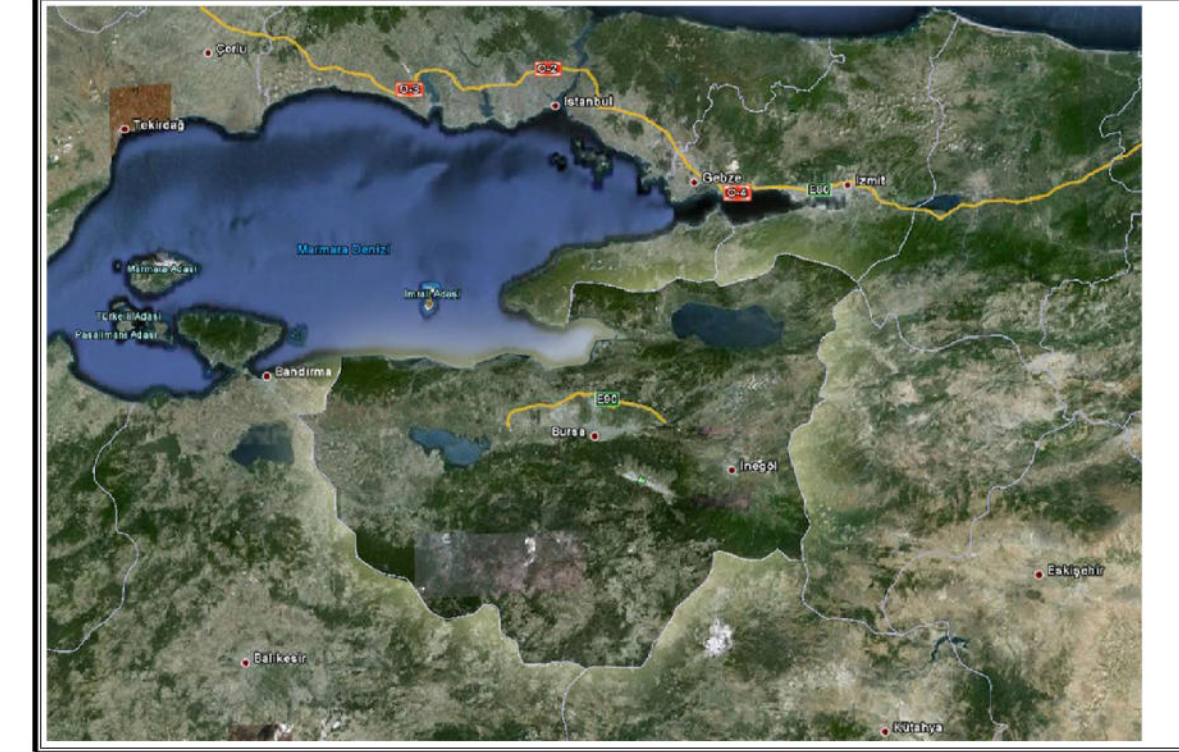 Çorlu
O-3
O-2
İstanbul
Tekirdağ
Gebze
O-4
E80
İzmit
Marmara Denizi
Marmara Adası
İmralı Adası
Türkeli Adası
Paşalimanı Adası
Bandırma
E90
Bursa
İnegöl
Eskişehir
Balıkesir
Kütahya